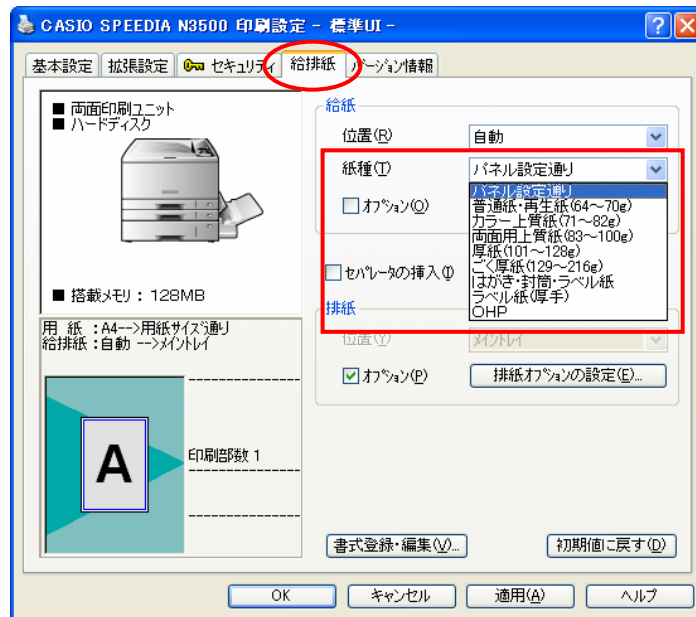 CASIO SPEEDIA N3500 印刷設定 - 標準UI -
基本設定 拡張設定 セキュリティ 給排紙 バージョン情報
■ 両面印刷ユニット
■ ハードディスク
■ 搭載メモリ : 128MB
用 紙 :A4-->用紙サイズ通り
給排紙 :自動 -->メイントレイ
A
印刷部数 1
給紙
位置(R) 自動
紙種(T) パネル設定通り
オプション(O)
パネル設定通り
普通紙・再生紙(64～70g)
カラー上質紙(71～82g)
両面用上質紙(83～100g)
厚紙(101～128g)
ごく厚紙(129～216g)
はがき・封筒・ラベル紙
ラベル紙(厚手)
OHP
セパレータの挿入(I)
排紙
位置(Y) メイントレイ
オプション(P) 排紙オプションの設定(E)...
書式登録・編集(V)... 初期値に戻す(D)
OK キャンセル 適用(A) ヘルプ